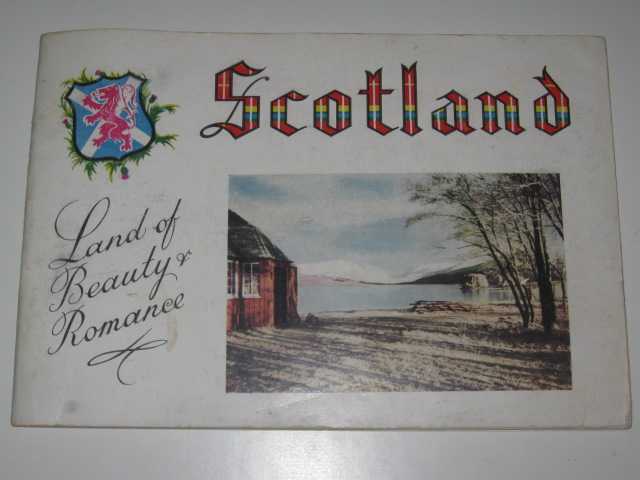 Scotland
Land of
Beauty &
Romance